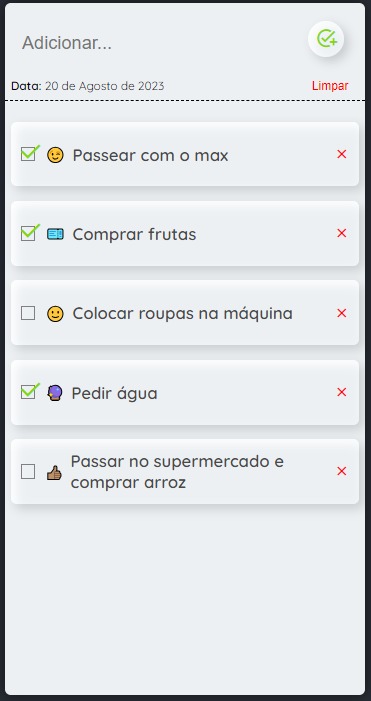 Adicionar...
Data: 20 de Agosto de 2023 Limpar
Passear com o max
Comprar frutas
Colocar roupas na máquina
Pedir água
Passar no supermercado e
comprar arroz